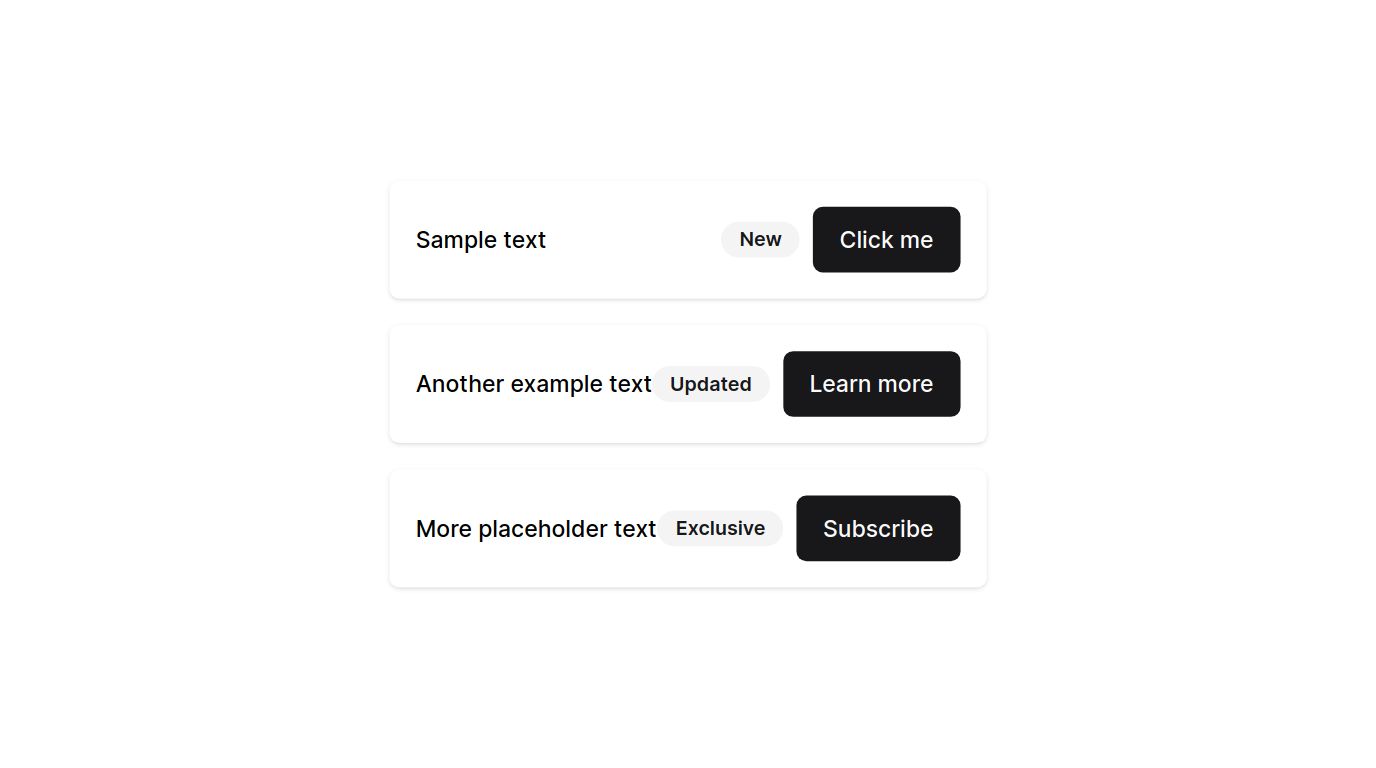 Sample text New Click me
Another example text Updated Learn more
More placeholder text Exclusive Subscribe